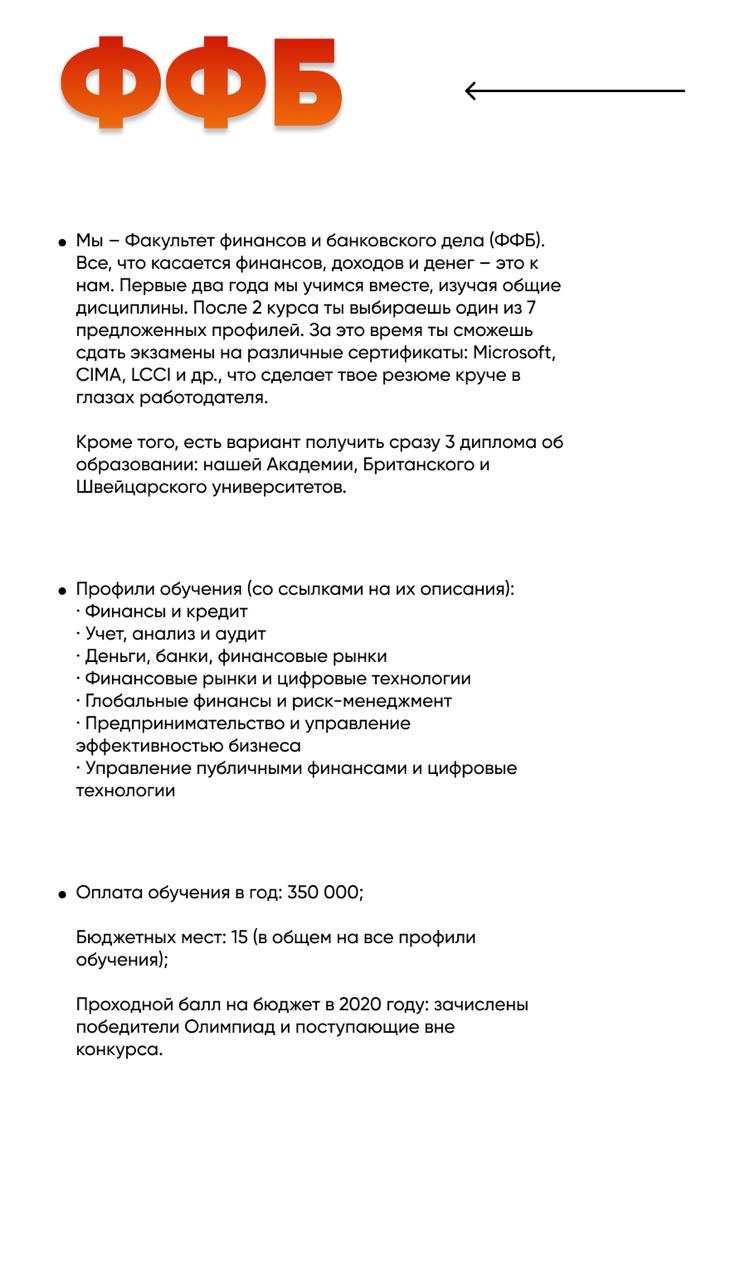 ФФБ
• Мы – Факультет финансов и банковского дела (ФФБ).
Все, что касается финансов, доходов и денег – это к
нам. Первые два года мы учимся вместе, изучая общие
дисциплины. После 2 курса ты выбираешь один из 7
предложенных профилей. За это время ты сможешь
сдать экзамены на различные сертификаты: Microsoft,
CIMA, LCCI и др., что сделает твое резюме круче в
глазах работодателя.
Кроме того, есть вариант получить сразу 3 диплома об
образовании: нашей Академии, Британского и
Швейцарского университетов.
• Профили обучения (со ссылками на их описания):
· Финансы и кредит
· Учет, анализ и аудит
· Деньги, банки, финансовые рынки
· Финансовые рынки и цифровые технологии
· Глобальные финансы и риск-менеджмент
· Предпринимательство и управление
эффективностью бизнеса
· Управление публичными финансами и цифровые
технологии
• Оплата обучения в год: 350 000;
Бюджетных мест: 15 (в общем на все профили
обучения);
Проходной балл на бюджет в 2020 году: зачислены
победители Олимпиад и поступающие вне
конкурса.